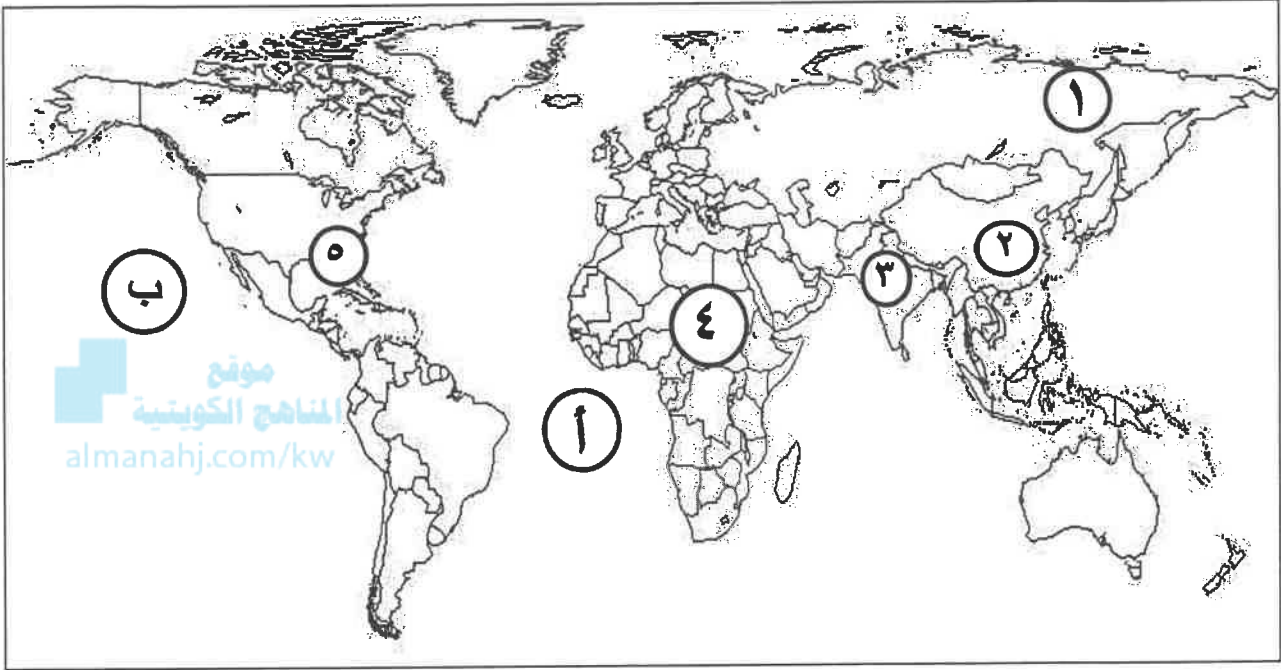 ١
٢
٥
٣
ب
٤
موقع
المناهج الكويتية
أ
almanahj.com/kw